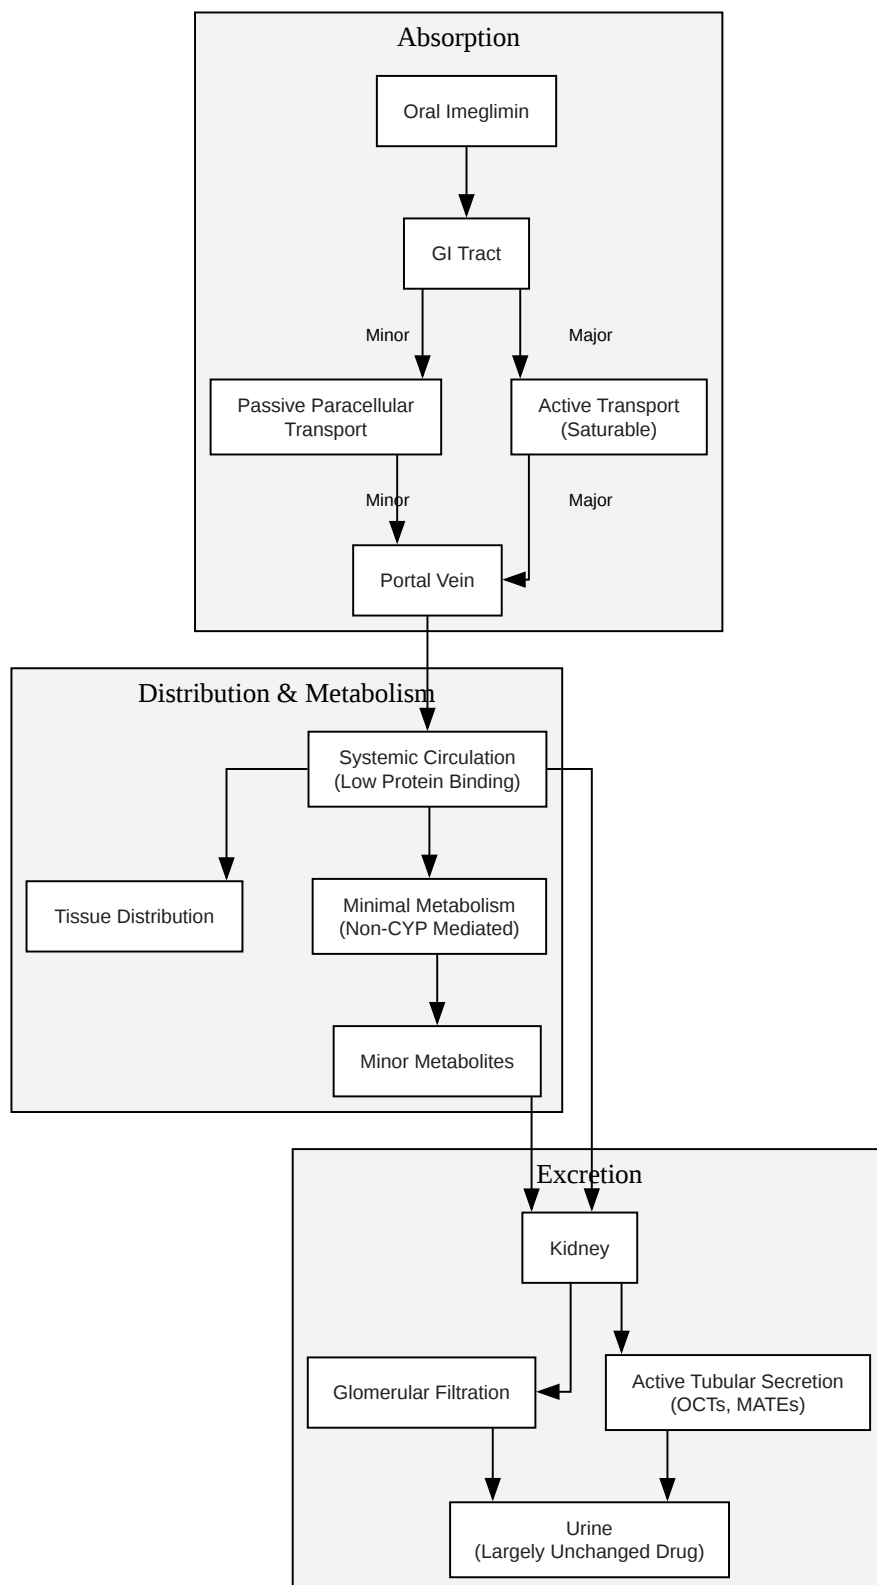 Absorption
Oral Imeglimin
GI Tract
Minor
Major
Passive Paracellular
Transport
Active Transport
(Saturable)
Minor
Major
Portal Vein
Distribution & Metabolism
Systemic Circulation
(Low Protein Binding)
Tissue Distribution
Minimal Metabolism
(Non-CYP Mediated)
Minor Metabolites
Excretion
Kidney
Glomerular Filtration
Active Tubular Secretion
(OCTs, MATEs)
Urine
(Largely Unchanged Drug)